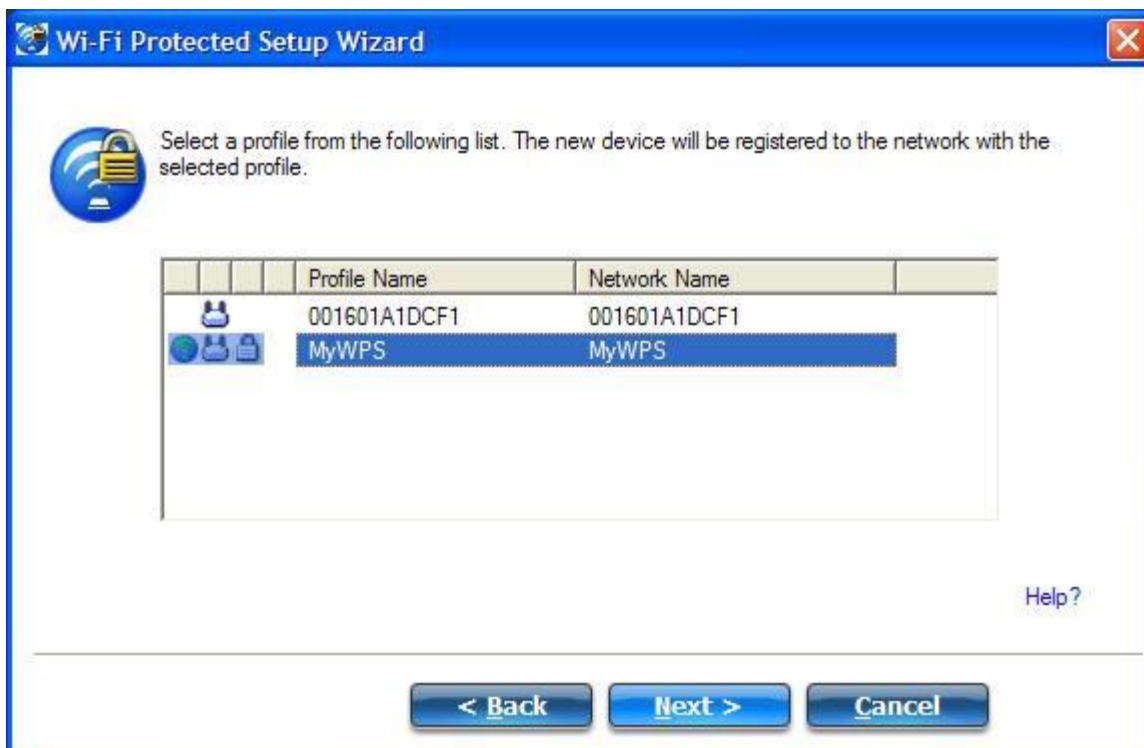 Wi-Fi Protected Setup Wizard
Select a profile from the following list. The new device will be registered to the network with the
selected profile.
Profile Name Network Name
001601A1DCF1 001601A1DCF1
MyWPS MyWPS
Help?
< Back Next > Cancel